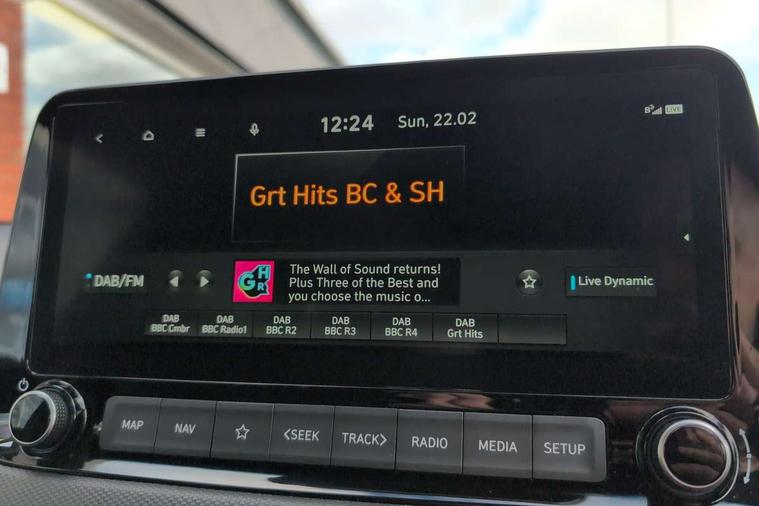 12:24 Sun, 22.02
LIVE
Grt Hits BC & SH
DAB/FM
GHR
The Wall of Sound returns!
Plus Three of the Best and
you choose the music o...
Live Dynamic
DAB
BBC Cmbr
DAB
BBC Radio1
DAB
BBC R2
DAB
BBC R3
DAB
BBC R4
DAB
Grt Hits
MAP
NAV
<SEEK
TRACK>
RADIO
MEDIA
SETUP